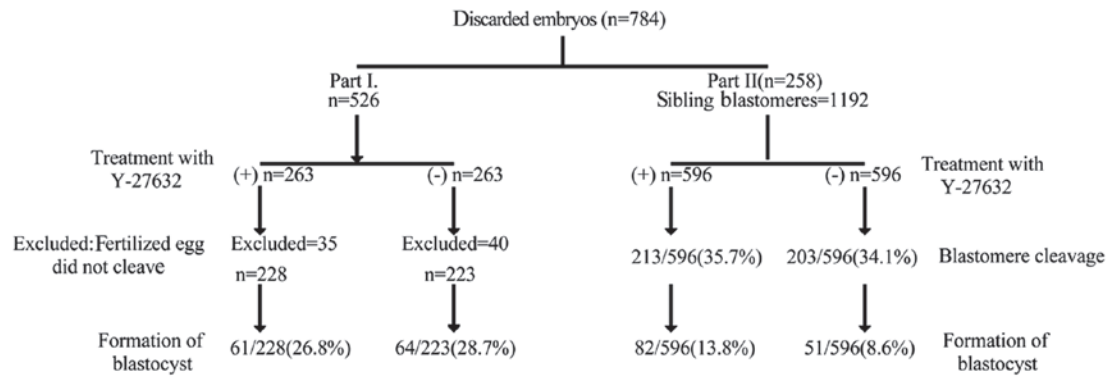 Discarded embryos (n=784)
Part I.
n=526
Part II(n=258)
Sibling blastomeres=1192
Treatment with
Y-27632
(+) n=263
(-) n=263
(+) n=596
(-) n=596
Treatment with
Y-27632
Excluded:Fertilized egg
did not cleave
Excluded=35
n=228
Excluded=40
n=223
213/596(35.7%)
203/596(34.1%)
Blastomere cleavage
Formation of
blastocyst
61/228(26.8%)
64/223(28.7%)
82/596(13.8%)
51/596(8.6%)
Formation of
blastocyst